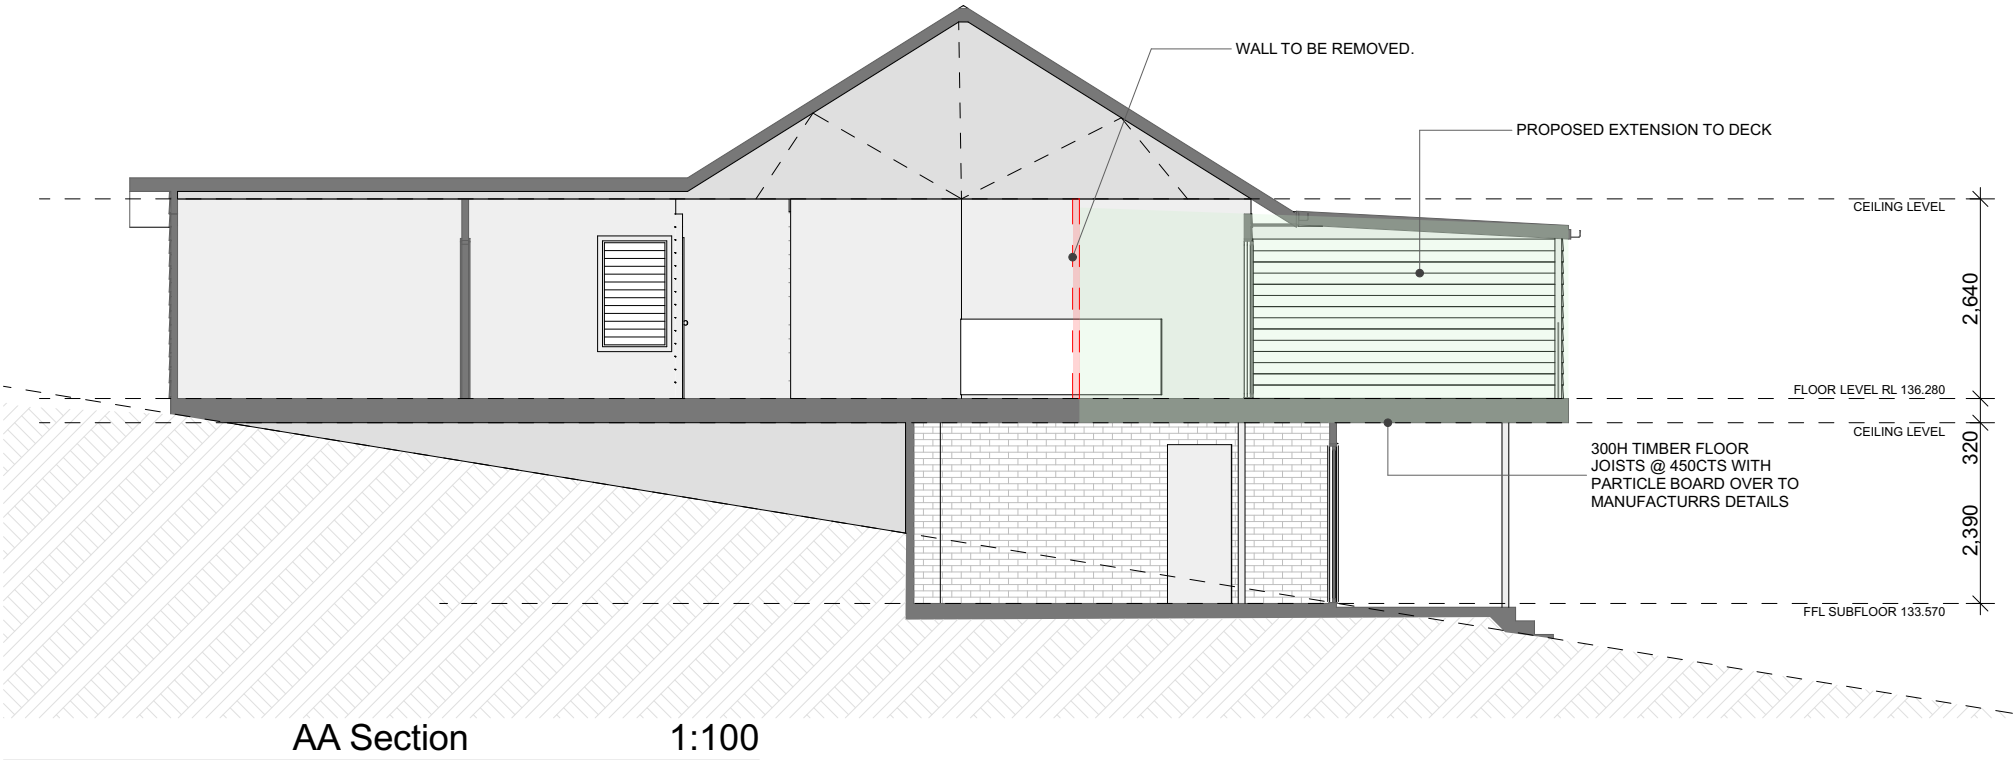 WALL TO BE REMOVED.
PROPOSED EXTENSION TO DECK
CEILING LEVEL
2,640
FLOOR LEVEL RL 136.280
CEILING LEVEL
320
300H TIMBER FLOOR
JOISTS @ 450CTS WITH
PARTICLE BOARD OVER TO
MANUFACTURRS DETAILS
2,390
FFL SUBFLOOR 133.570
AA Section 1:100